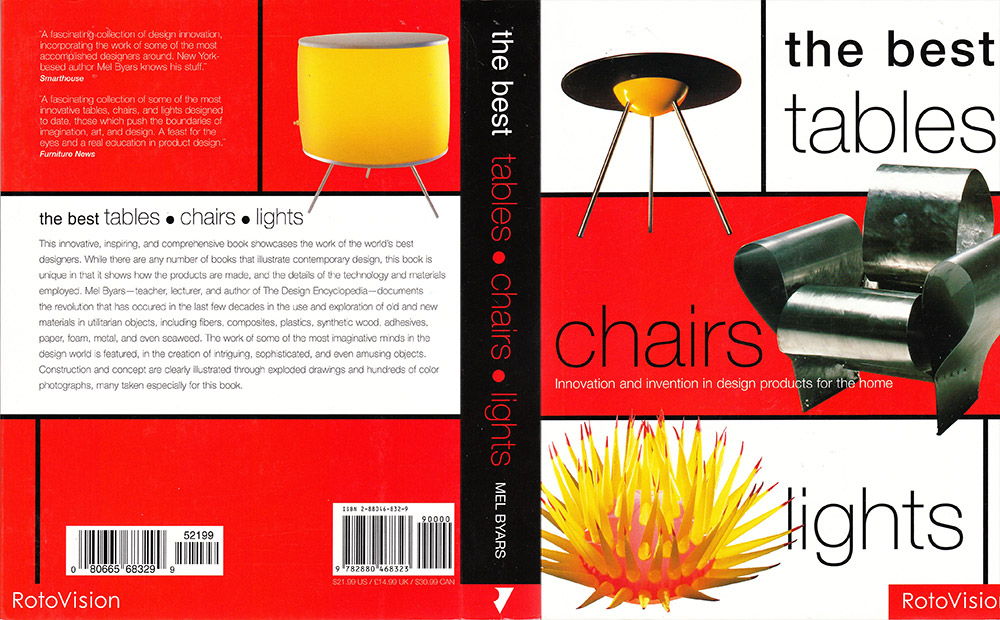 "A fascinating collection of design innovation,
incorporating the work of some of the most
accomplished designers around. New York-
based author Mel Byars knows his stuff."
Smarthouse
"A fascinating collection of some of the most
innovative tables, chairs, and lights designed
to date, those which push the boundaries of
imagination, art, and design. A feast for the
eyes and a real education in product design."
Furniture News
the best tables • chairs • lights
This innovative, inspiring, and comprehensive book showcases the work of the world's best
designers. While there are any number of books that illustrate contemporary design, this book is
unique in that it shows how the products are made, and the details of the technology and materials
employed. Mel Byars—teacher, lecturer, and author of The Design Encyclopedia—documents
the revolution that has occured in the last few decades in the use and exploration of old and new
materials in utilitarian objects, including fibers, composites, plastics, synthetic wood, adhesives,
paper, foam, metal, and even seaweed. The work of some of the most imaginative minds in the
design world is featured, in the creation of intriguing, sophisticated, and even amusing objects.
Construction and concept are clearly illustrated through exploded drawings and hundreds of color
photographs, many taken especially for this book.
52199
0 80665 68329 9
ISBN 2-88046-832-9
90000
9 782880 468323
$21.99 US / £14.99 UK / $30.99 CAN
RotoVision
the best tables • chairs • lights MEL BYARS
the best
tables
chairs
Innovation and invention in design products for the home
lights
RotoVision